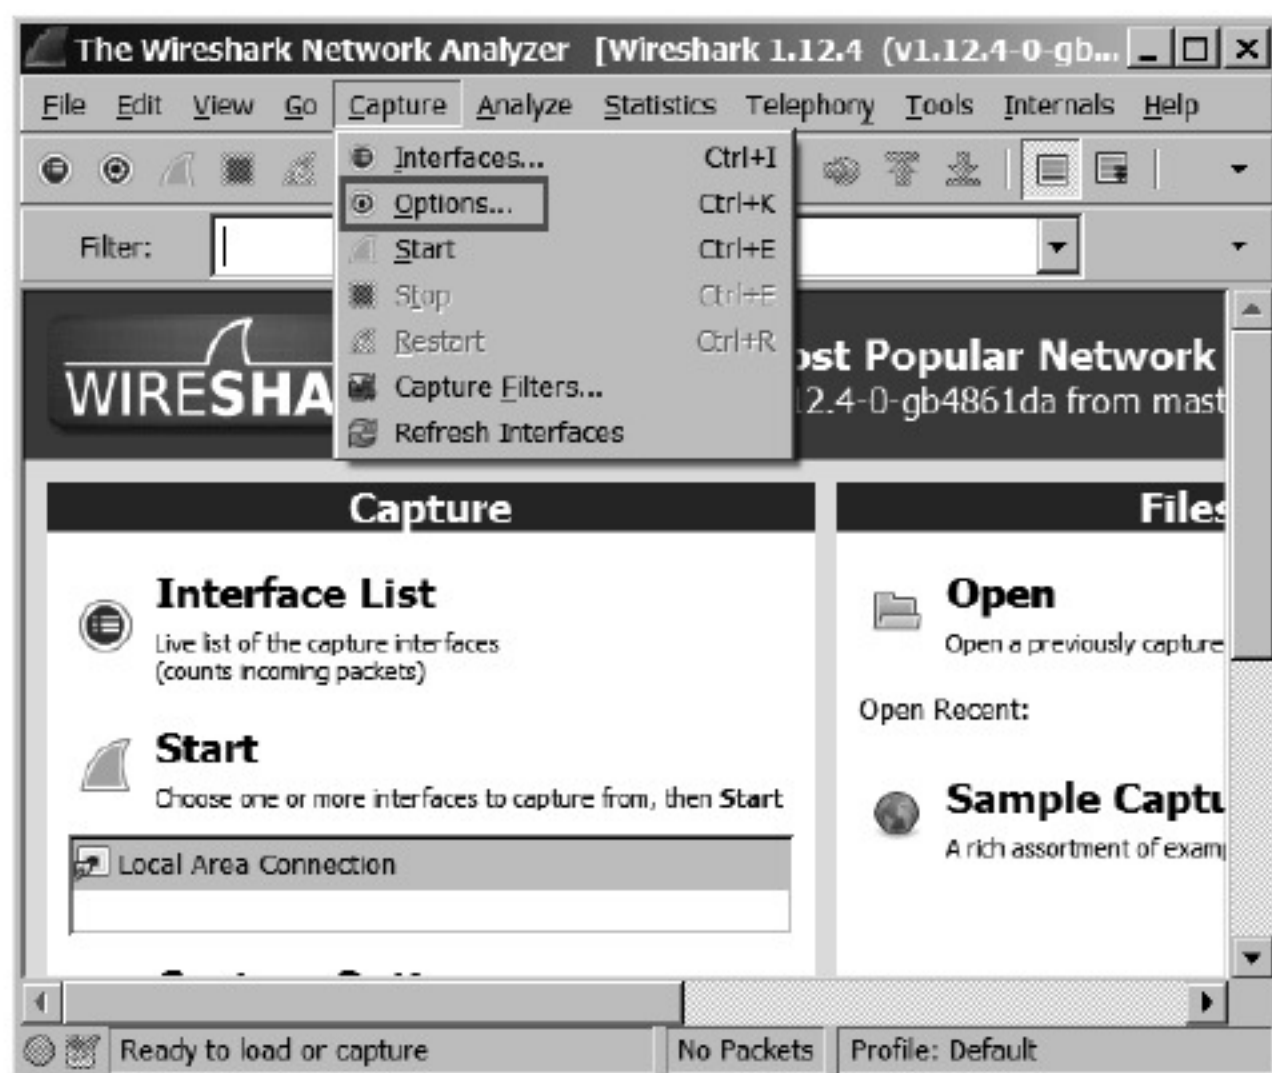 The Wireshark Network Analyzer [Wireshark 1.12.4 (v1.12.4-0-gb...
File Edit View Go Capture Analyze Statistics Telephony Tools Internals Help
Interfaces... Ctrl+I
Options... Ctrl+K
Start Ctrl+E
Stop Ctrl+E
Restart Ctrl+R
Capture Filters...
Refresh Interfaces
Filter:
WIRESHA
ost Popular Network
12.4-0-gb4861da from mast
Capture
Interface List
Live list of the capture interfaces
(counts incoming packets)
Start
Choose one or more interfaces to capture from, then Start
Local Area Connection
Files
Open
Open a previously capture
Open Recent:
Sample Captu
A rich assortment of examp
Ready to load or capture No Packets Profile: Default